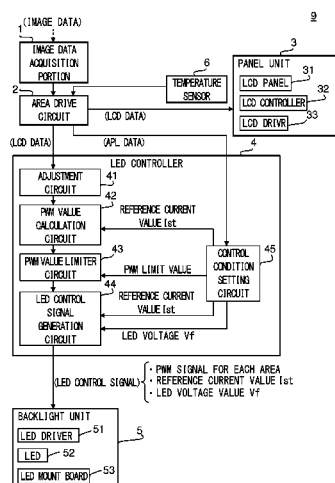 9
(IMAGE DATA)
1
IMAGE DATA
ACQUISITION
PORTION
2
AREA DRIVE
CIRCUIT
6
TEMPERATURE
SENSOR
3
PANEL UNIT
LCD PANEL
31
LCD CONTROLLER
32
LCD DRIVR
33
(LCD DATA)
(LCD DATA)
(APL DATA)
4
LED CONTROLLER
ADJUSTMENT
CIRCUIT
41
42
PWM VALUE
CALCULATION
CIRCUIT
REFERENCE CURRENT
VALUE Ist
43
PWM VALUE LIMITER
CIRCUIT
PWM LIMIT VALUE
44
LED CONTROL
SIGNAL
GENERATION
CIRCUIT
REFERENCE CURRENT
VALUE Ist
LED VOLTAGE Vf
45
CONTROL
CONDITION
SETTING
CIRCUIT
(LED CONTROL SIGNAL)
・PWM SIGNAL FOR EACH AREA
・REFERENCE CURRENT VALUE Ist
・LED VOLTAGE VALUE Vf
BACKLIGHT UNIT
5
LED DRIVER
51
LED
52
LED MOUNT BOARD
53